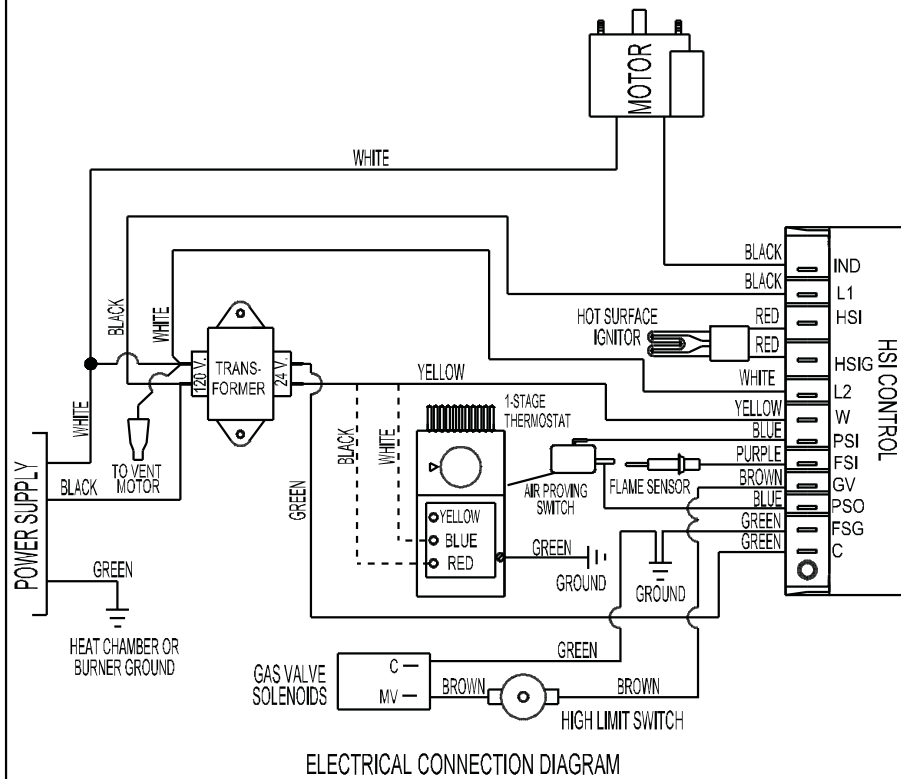 MOTOR
WHITE
BLACK
IND
BLACK
L1
RED
HSI
HOT SURFACE
IGNITOR
RED
HSIG
WHITE
L2
YELLOW
W
BLUE
PSI
PURPLE
FSI
BROWN
GV
BLUE
PSO
GREEN
FSG
GREEN
C
HSI CONTROL
BLACK
WHITE
120 V.
TRANS-
FORMER
24 V.
YELLOW
WHITE
TO VENT
MOTOR
BLACK
POWER SUPPLY
GREEN
HEAT CHAMBER OR
BURNER GROUND
BLACK
WHITE
GREEN
1-STAGE
THERMOSTAT
YELLOW
BLUE
RED
AIR PROVING
SWITCH
FLAME SENSOR
GREEN
GROUND
GROUND
GREEN
GAS VALVE
SOLENOIDS
C
MV
BROWN
BROWN
HIGH LIMIT SWITCH
ELECTRICAL CONNECTION DIAGRAM